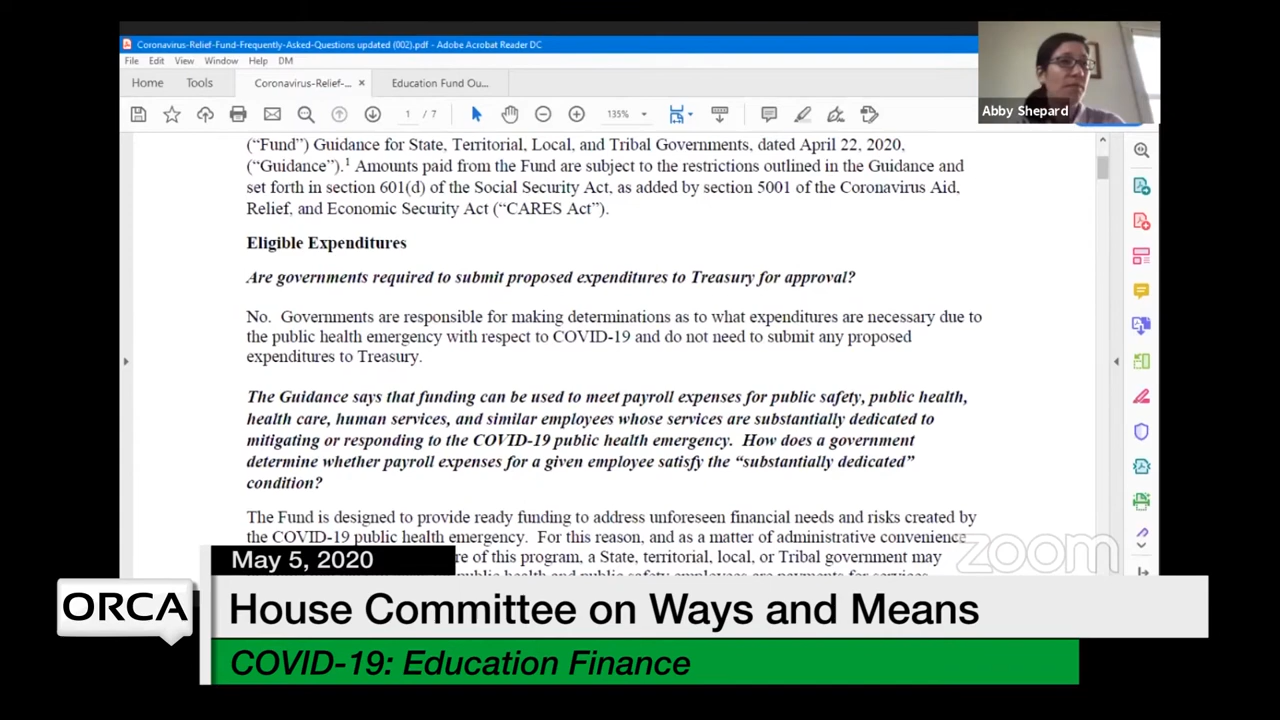 Coronavirus-Relief-Fund-Frequently-Asked-Questions updated (002).pdf - Adobe Acrobat Reader DC
File Edit View Window Help DM
Home Tools Coronavirus-Relief-... × Education Fund Ou...
1 / 7 135%
Abby Shepard
("Fund") Guidance for State, Territorial, Local, and Tribal Governments, dated April 22, 2020,
("Guidance").¹ Amounts paid from the Fund are subject to the restrictions outlined in the Guidance and
set forth in section 601(d) of the Social Security Act, as added by section 5001 of the Coronavirus Aid,
Relief, and Economic Security Act ("CARES Act").
Eligible Expenditures
Are governments required to submit proposed expenditures to Treasury for approval?
No. Governments are responsible for making determinations as to what expenditures are necessary due to
the public health emergency with respect to COVID-19 and do not need to submit any proposed
expenditures to Treasury.
The Guidance says that funding can be used to meet payroll expenses for public safety, public health,
health care, human services, and similar employees whose services are substantially dedicated to
mitigating or responding to the COVID-19 public health emergency. How does a government
determine whether payroll expenses for a given employee satisfy the "substantially dedicated"
condition?
The Fund is designed to provide ready funding to address unforeseen financial needs and risks created by
the COVID-19 public health emergency. For this reason, and as a matter of administrative convenience
re of this program, a State, territorial, local, or Tribal government may
public health and public safety employees are payments for services
zoom
May 5, 2020
ORCA
House Committee on Ways and Means
COVID-19: Education Finance